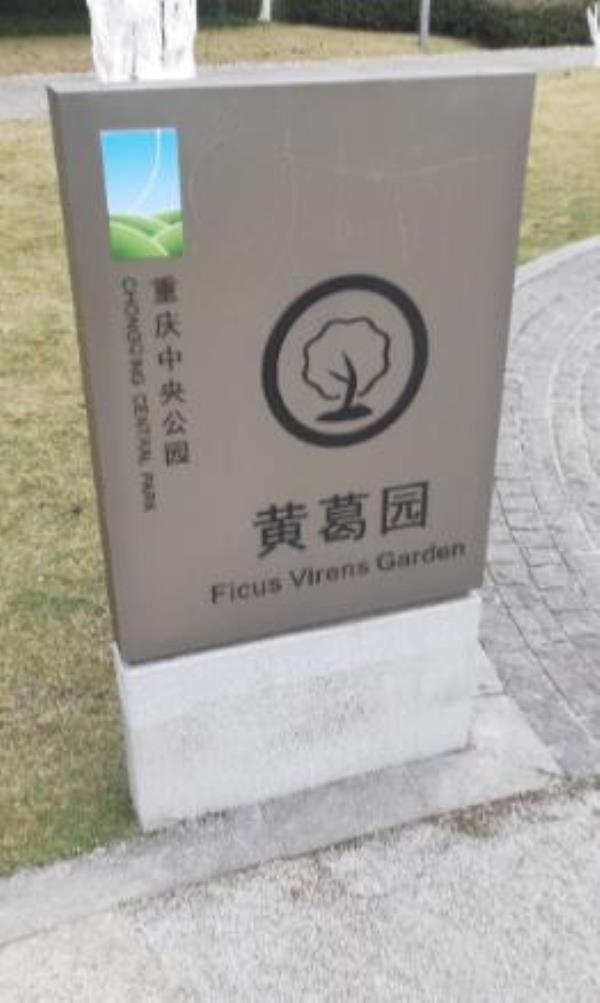 重庆中央公园
CHONGQING CENTRAL PARK
黄葛园
Ficus Virens Garden